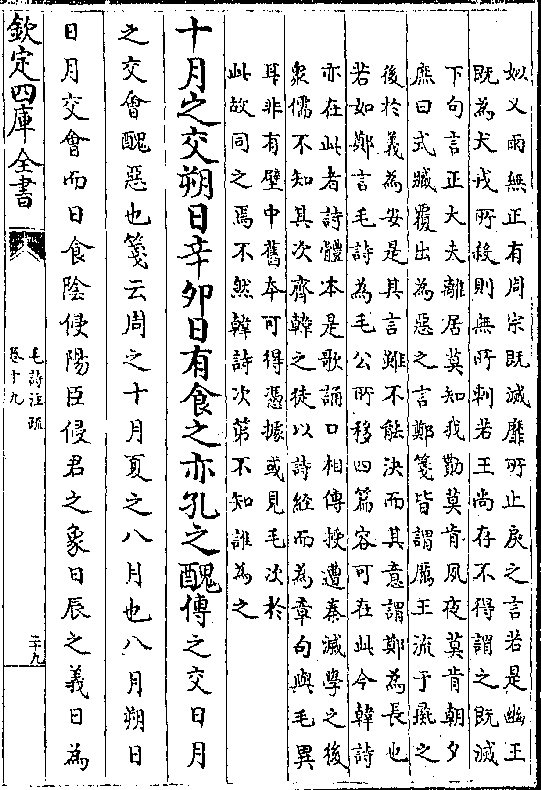 姒又雨無正有周宗既滅靡所止戾之言若是幽王
既為犬戎所殺則無所刺若王尚存不得謂之既滅
下句言正大夫離居莫知我勩莫肯夙夜莫肯朝夕
庶曰式臧覆出為惡之言鄭箋皆謂厲王流于彘之
後於義為安是其言雖不能決而其意謂鄭為長也
若如鄭言毛詩為毛公所移四篇容可在此今韓詩
亦在此者詩體本是歌誦口相傳授遭秦滅學之後
衆儒不知其次齊韓之徒以詩經而為章句與毛異
耳非有壁中舊本可得憑據或見毛次於
此故同之焉不然韓詩次第不知誰為之
十月之交朔日辛卯日有食之亦孔之醜傳之交日月
之交會醜惡也箋云周之十月夏之八月也八月朔日
日月交會而日食陰侵陽臣侵君之象日辰之義日為
欽定四庫全書
毛詩注疏
卷十九
二十九